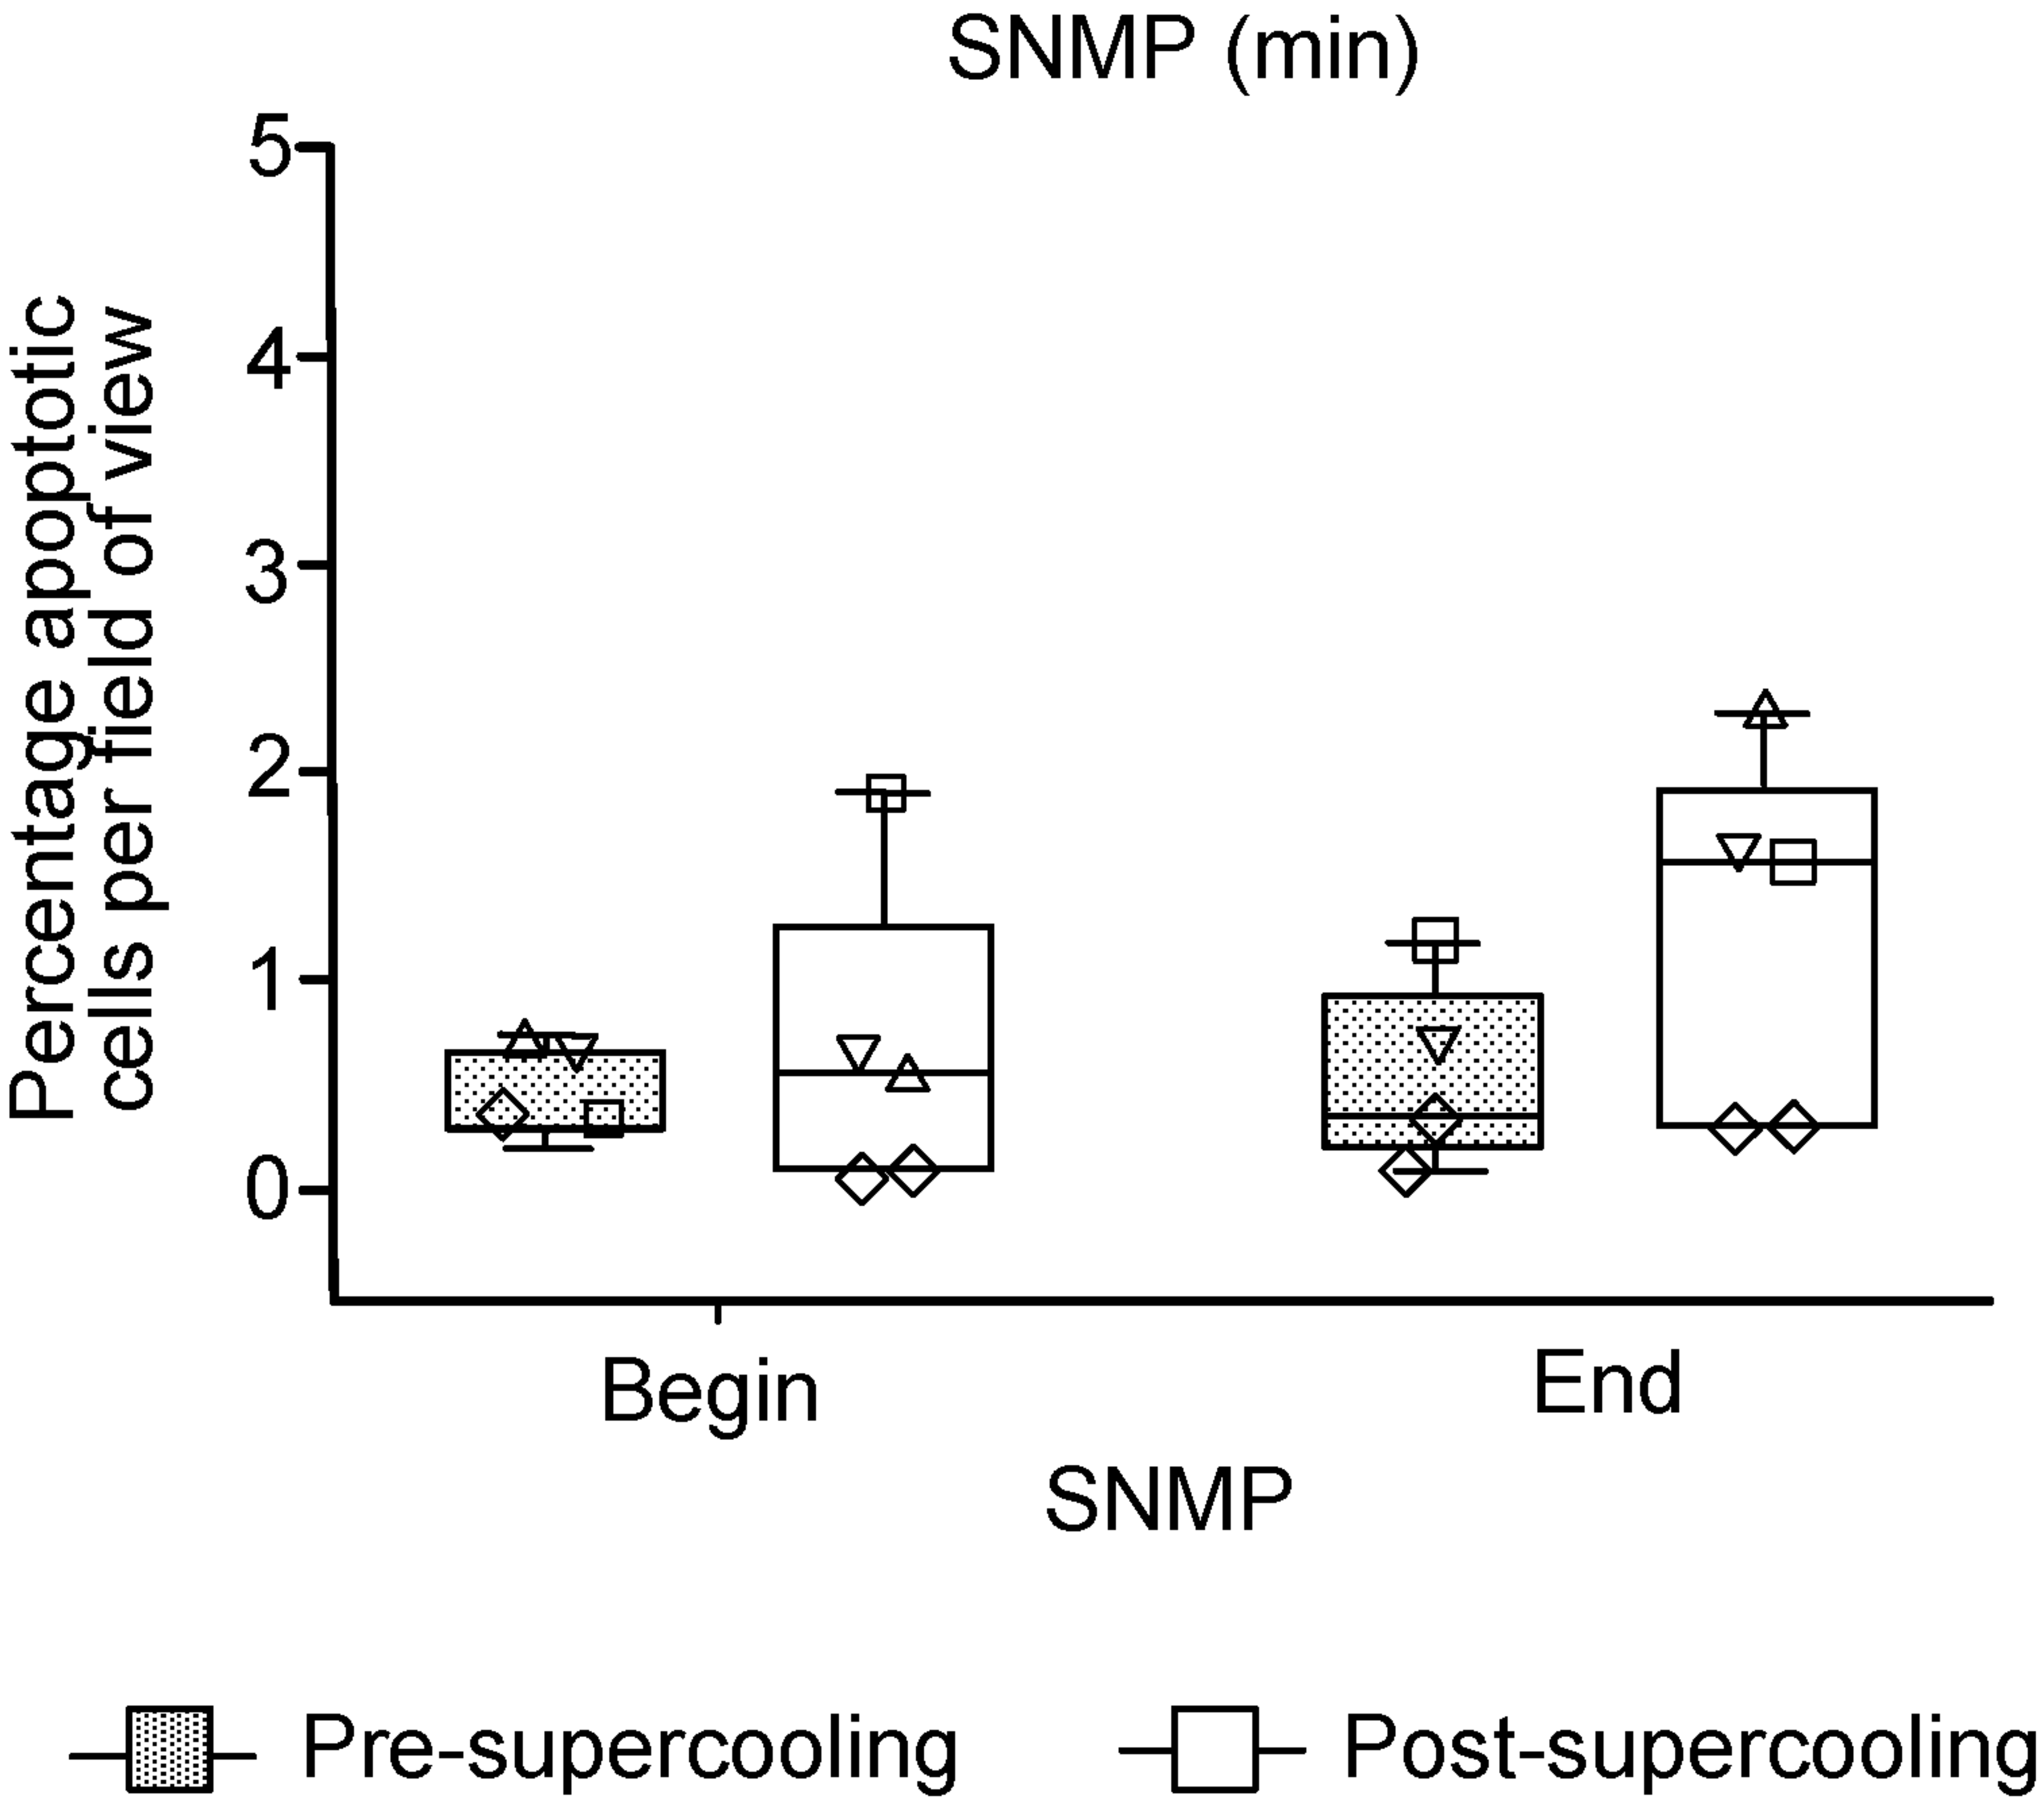 SNMP (min)
Percentage apoptotic
cells per field of view
5
4
3
2
1
0
Begin
End
SNMP
Pre-supercooling
Post-supercooling